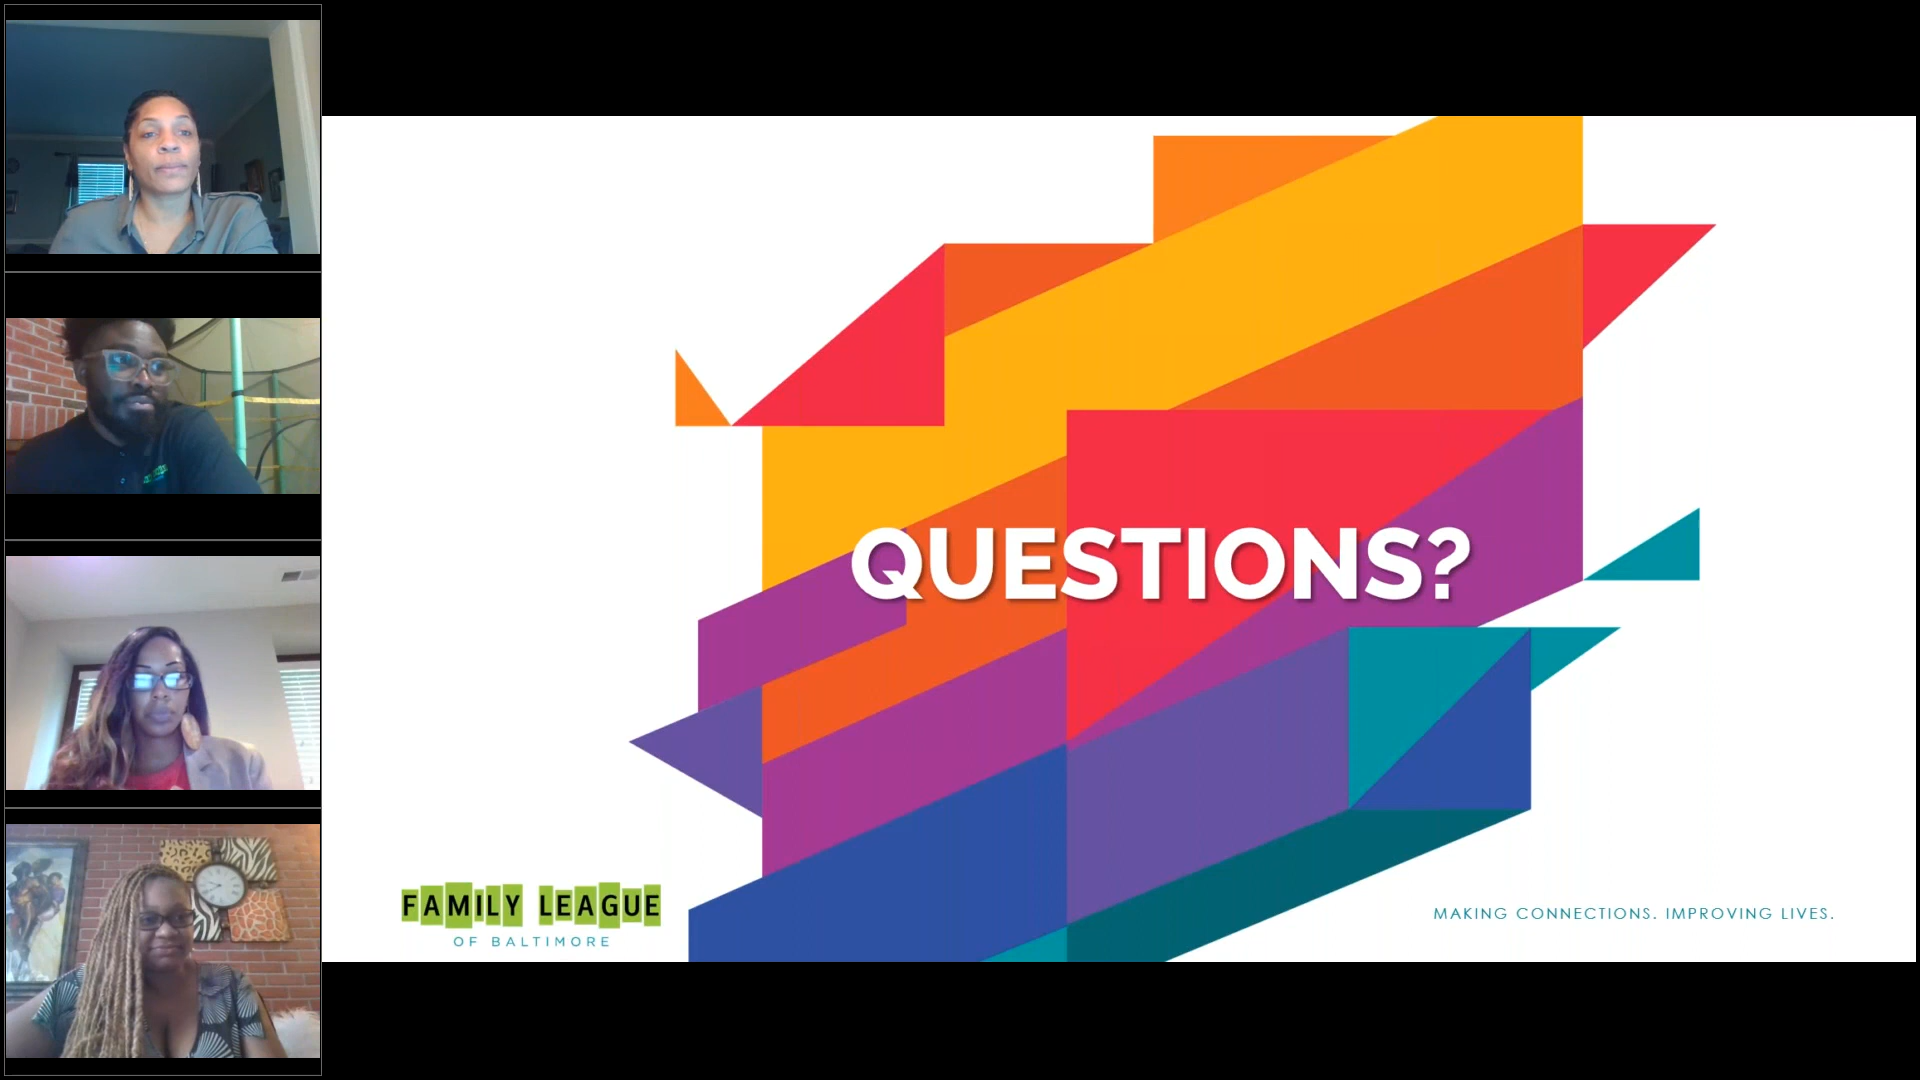 QUESTIONS?
FAMILY LEAGUE
OF BALTIMORE
MAKING CONNECTIONS. IMPROVING LIVES.